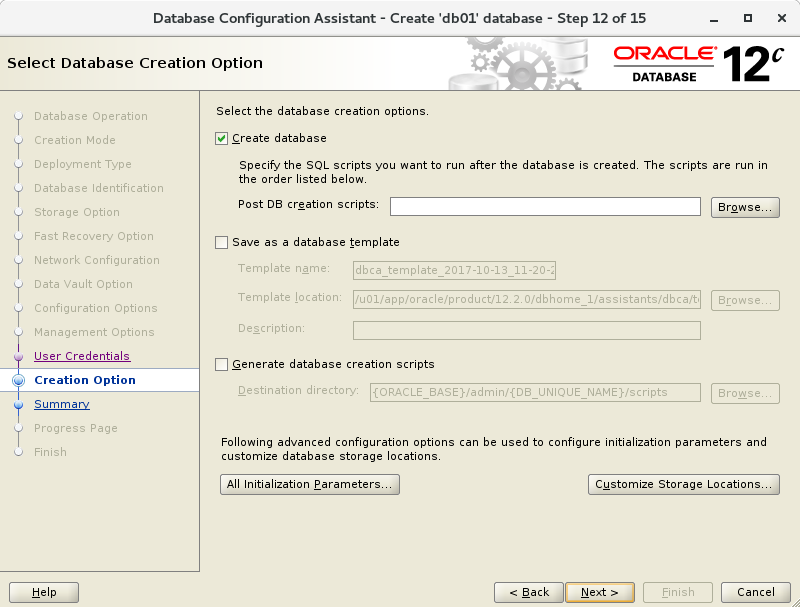 Database Configuration Assistant - Create 'db01' database - Step 12 of 15
Select Database Creation Option
ORACLE
DATABASE
12c
Database Operation
Creation Mode
Deployment Type
Database Identification
Storage Option
Fast Recovery Option
Network Configuration
Data Vault Option
Configuration Options
Management Options
User Credentials
Creation Option
Summary
Progress Page
Finish
Select the database creation options.
Create database
Specify the SQL scripts you want to run after the database is created. The scripts are run in
the order listed below.
Post DB creation scripts:
Browse...
Save as a database template
Template name:
dbca_template_2017-10-13_11-20-2
Template location:
/u01/app/oracle/product/12.2.0/dbhome_1/assistants/dbca/te
Browse...
Description:
Generate database creation scripts
Destination directory:
{ORACLE_BASE}/admin/{DB_UNIQUE_NAME}/scripts
Browse...
Following advanced configuration options can be used to configure initialization parameters and
customize database storage locations.
All Initialization Parameters...
Customize Storage Locations...
Help
< Back
Next >
Finish
Cancel